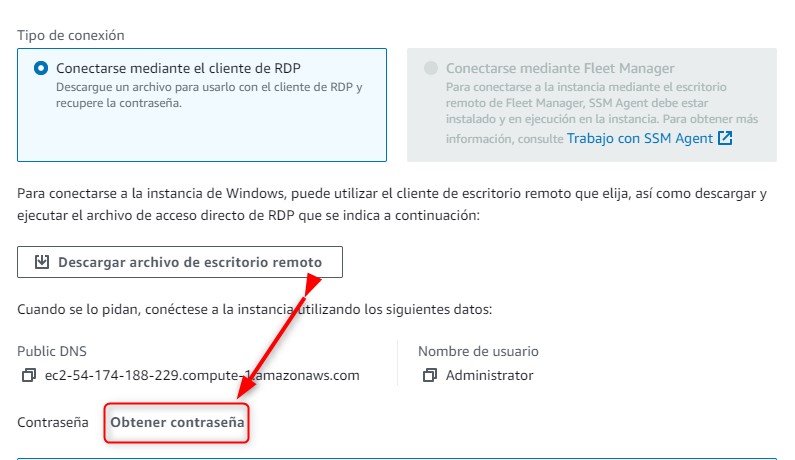 Tipo de conexión
Conectarse mediante el cliente de RDP
Descargue un archivo para usarlo con el cliente de RDP y
recupere la contraseña.
Conectarse mediante Fleet Manager
Para conectarse a la instancia mediante el escritorio
remoto de Fleet Manager, SSM Agent debe estar
instalado y en ejecución en la instancia. Para obtener más
información, consulte Trabajo con SSM Agent
Para conectarse a la instancia de Windows, puede utilizar el cliente de escritorio remoto que elija, así como descargar y
ejecutar el archivo de acceso directo de RDP que se indica a continuación:
Descargar archivo de escritorio remoto
Cuando se lo pidan, conéctese a la instancia utilizando los siguientes datos:
Public DNS
ec2-54-174-188-229.compute-1.amazonaws.com
Nombre de usuario
Administrator
Contraseña
Obtener contraseña